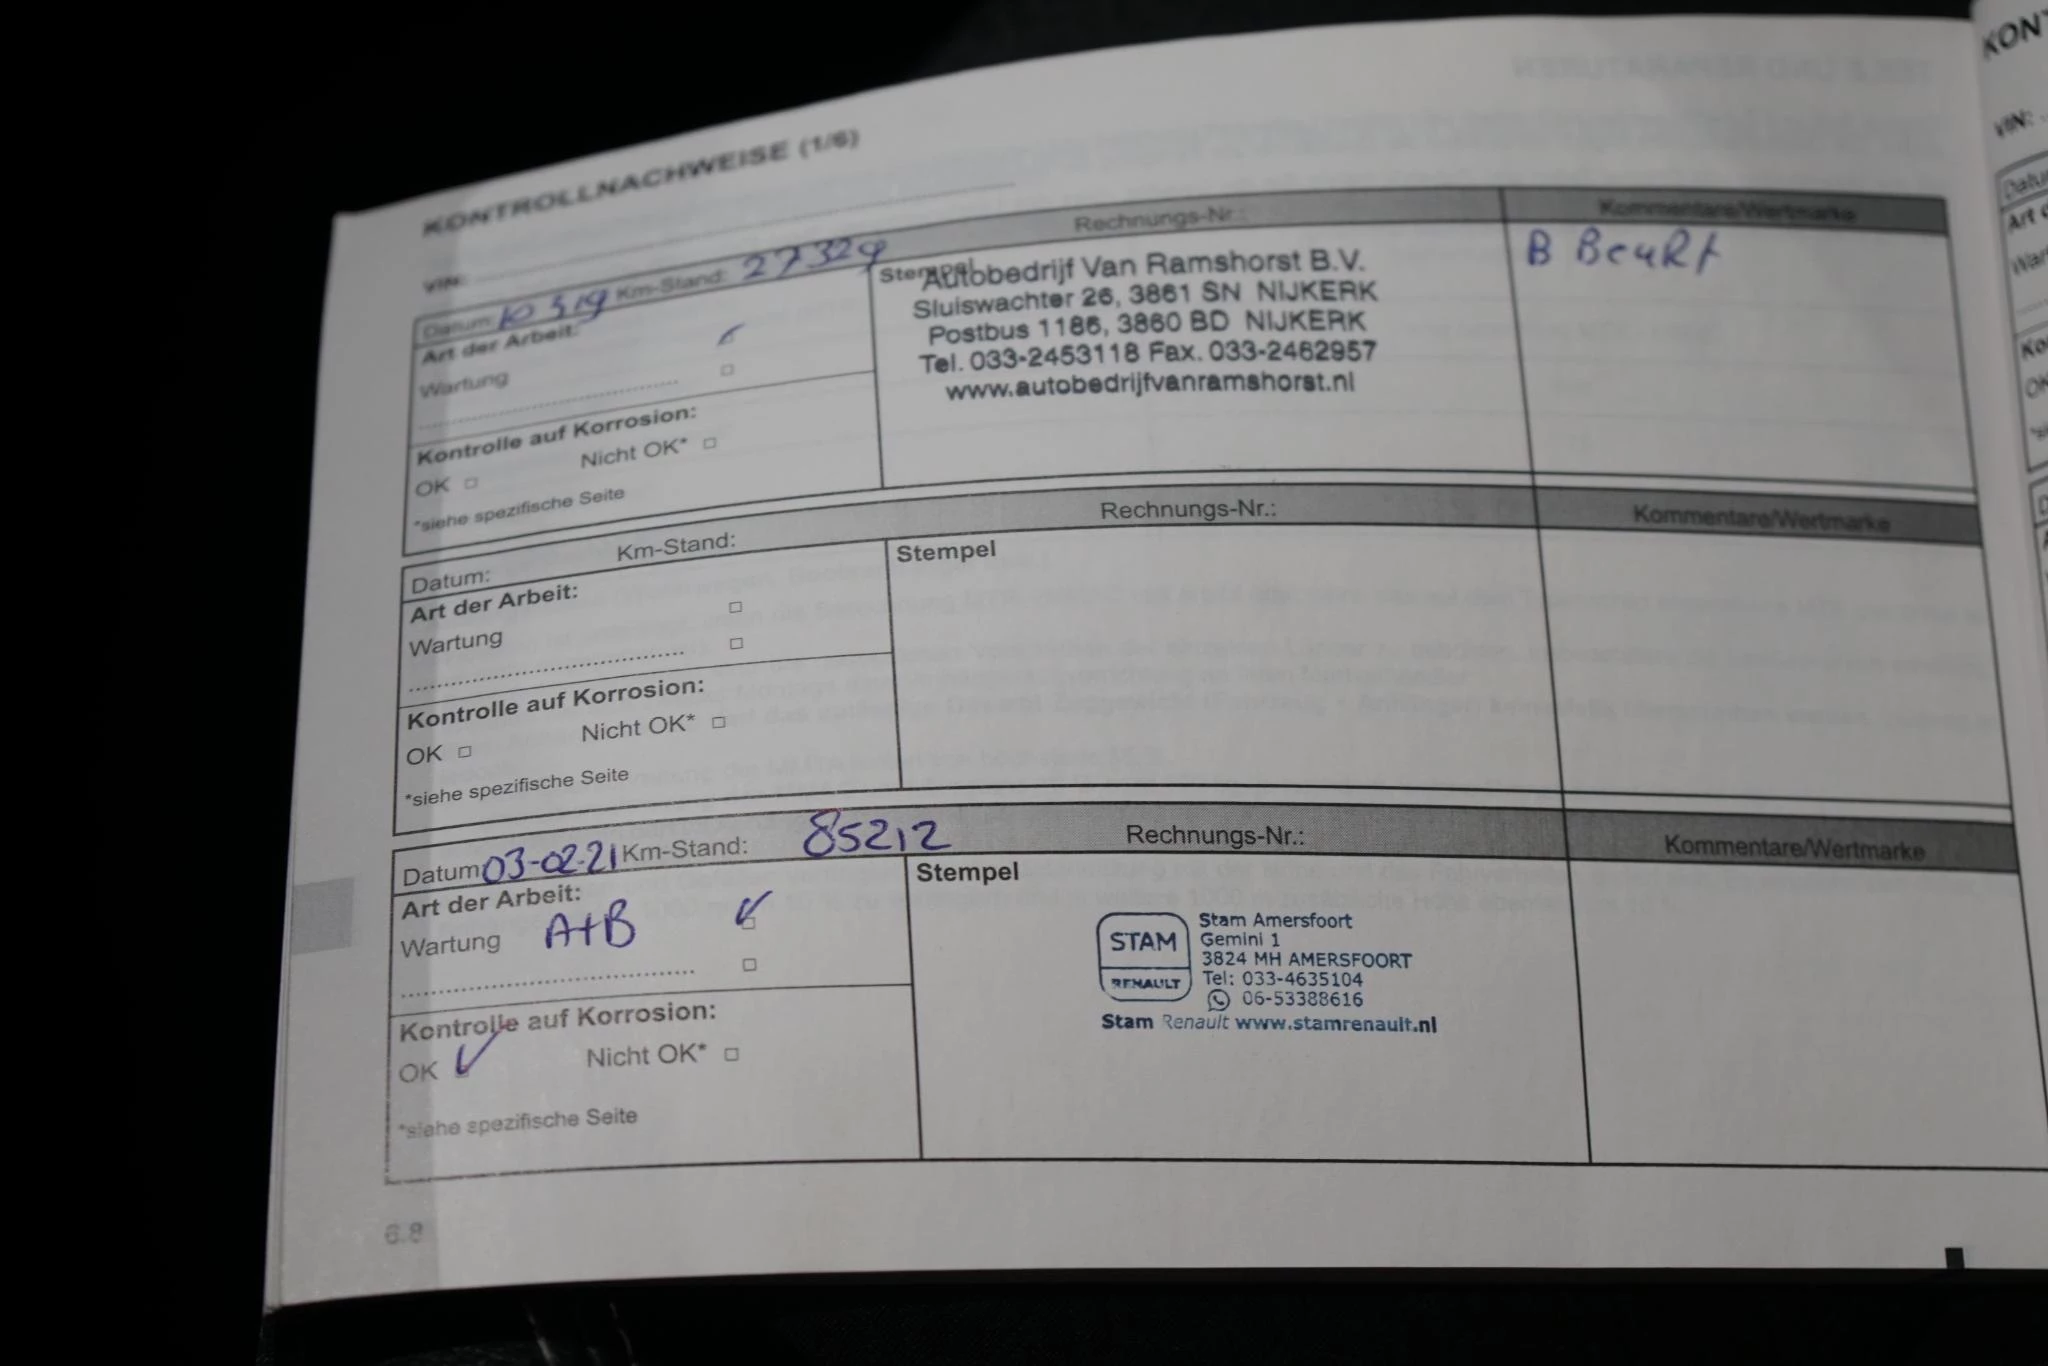 KONTROLLNACHWEISE (1/6)
VIN:
Datum: 10 3 19 Km-Stand: 27329 Rechnungs-Nr.: Kommentare/Wertmarke
Art der Arbeit:
Wartung
Kontrolle auf Korrosion:
OK □ Nicht OK* □
*siehe spezifische Seite
Stempel
Autobedrijf Van Ramshorst B.V.
Sluiswachter 26, 3861 SN NIJKERK
Postbus 1186, 3860 BD NIJKERK
Tel. 033-2453118 Fax. 033-2462957
www.autobedrijfvanramshorst.nl
B Beurt
Datum: Km-Stand: Rechnungs-Nr.: Kommentare/Wertmarke
Art der Arbeit:
Wartung □
□
Kontrolle auf Korrosion:
OK □ Nicht OK* □
*siehe spezifische Seite
Stempel
Datum 03-02-21 Km-Stand: 85212 Rechnungs-Nr.: Kommentare/Wertmarke
Art der Arbeit:
Wartung A+B
□
Kontrolle auf Korrosion:
OK Nicht OK* □
*siehe spezifische Seite
Stempel
STAM
RENAULT
Stam Amersfoort
Gemini 1
3824 MH AMERSFOORT
Tel: 033-4635104
06-53388616
Stam Renault www.stamrenault.nl
6.8
KON
VIN: